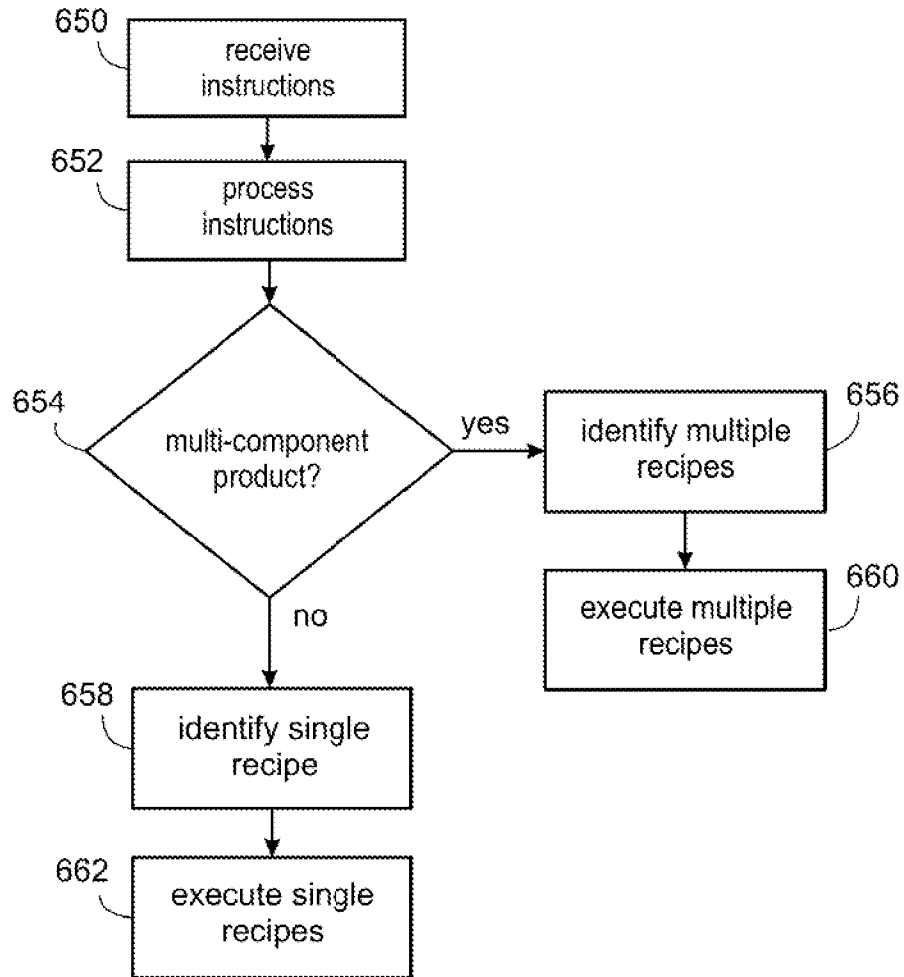 650
receive
instructions
652
process
instructions
654
multi-component
product?
yes
656
identify multiple
recipes
660
execute multiple
recipes
no
658
identify single
recipe
662
execute single
recipes